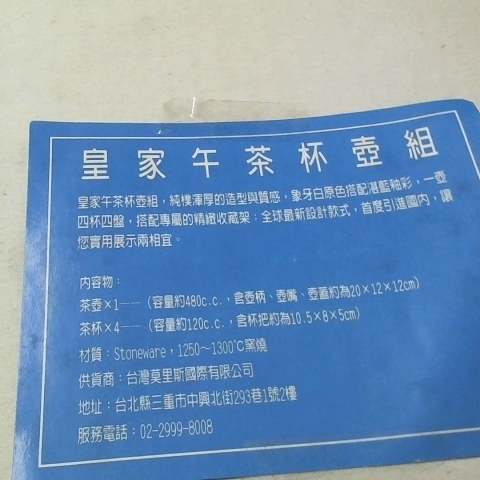 皇家午茶杯壺組
皇家午茶杯壺組，純樸渾厚的造型與質感，象牙白原色搭配湛藍釉彩，一壺
四杯四盤，搭配專屬的精緻收藏架：全球最新設計款式，首度引進國內，讓
您實用展示兩相宜。
內容物：
茶壺×1－－（容量約480c.c.，含壺柄、壺嘴、壺蓋約為20×12×12cm）
茶杯×4－－（容量約120c.c.，含杯把約為10.5×8×5cm）
材質：Stoneware，1250～1300℃窯燒
供貨商：台灣莫里斯國際有限公司
地址：台北縣三重市中興北街293巷1號2樓
服務電話：02-2999-8008